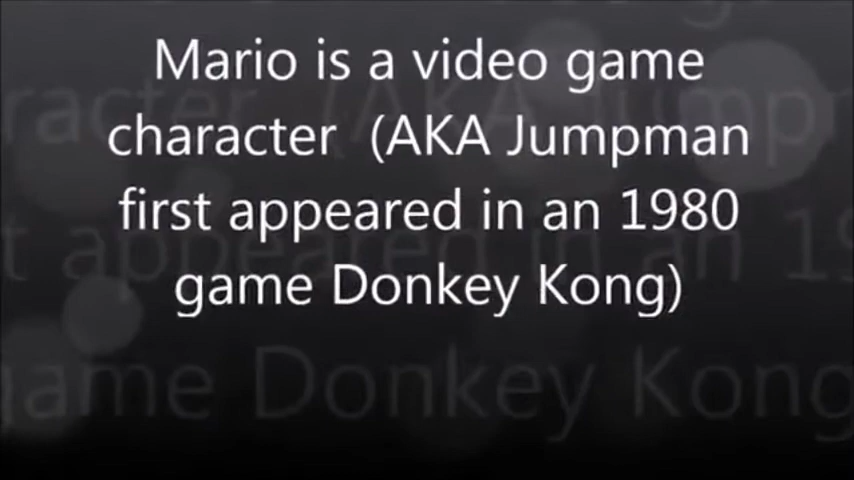 Mario is a video game
character (AKA Jumpman
first appeared in an 1980
game Donkey Kong)